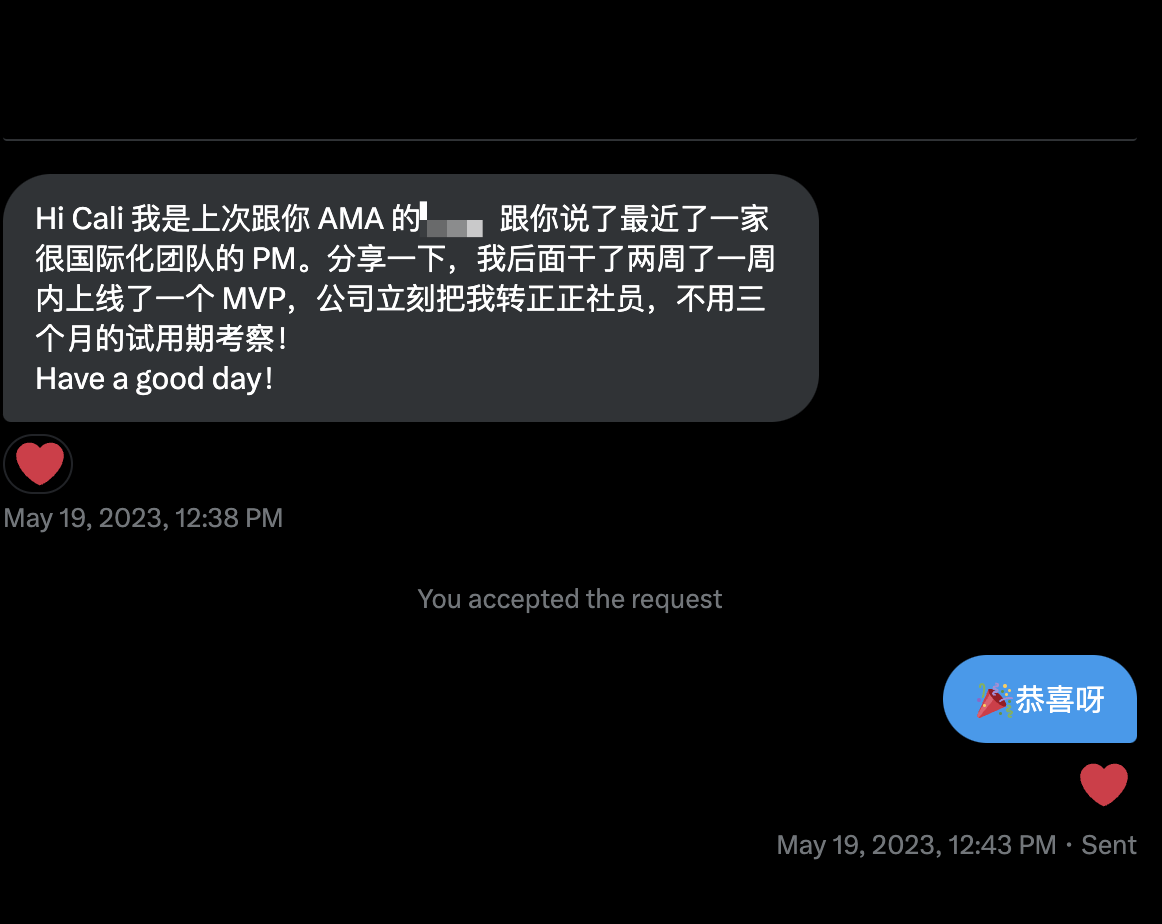 Hi Cali 我是上次跟你 AMA 的 跟你说了最近了一家
很国际化团队的 PM。分享一下，我后面干了两周了一周
内上线了一个 MVP，公司立刻把我转正正社员，不用三
个月的试用期考察！
Have a good day！
May 19, 2023, 12:38 PM
You accepted the request
🎉恭喜呀
May 19, 2023, 12:43 PM · Sent